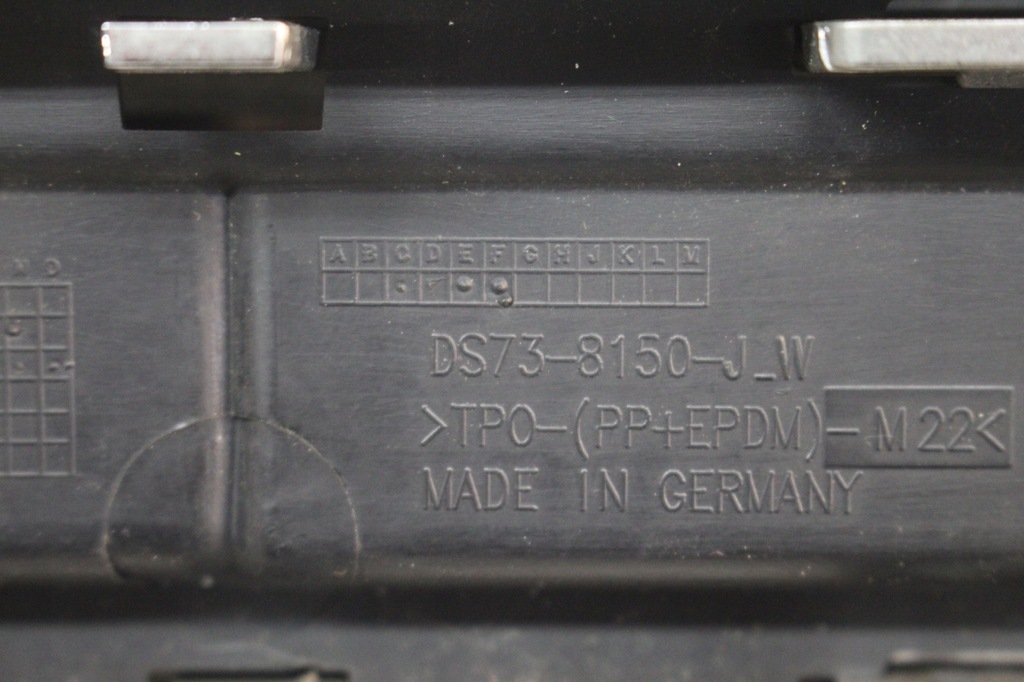 N D
A B C D E F G H J K L M
DS73-8150-J_W
>TPO-(PP+EPDM)-M22<
MADE IN GERMANY